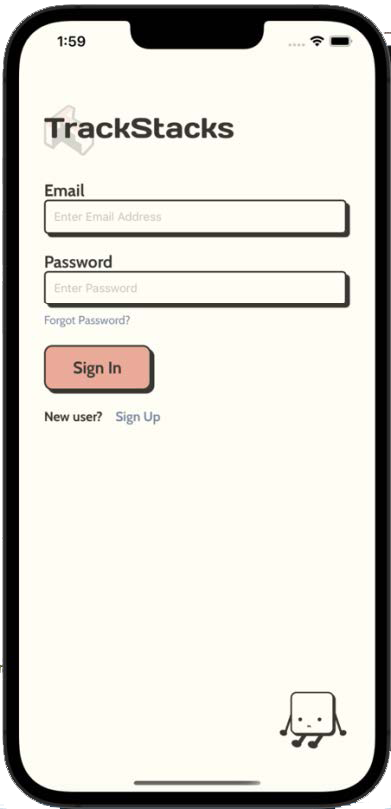 1:59
TrackStacks
Email
Enter Email Address
Password
Enter Password
Forgot Password?
Sign In
New user? Sign Up